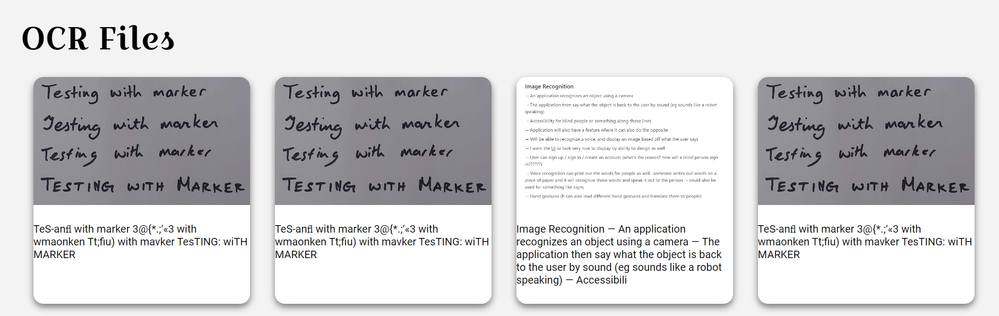 OCR Files
Testing with marker
Testing with marker
Testing with marker
TESTING WITH MARKER
TeS-anfl with marker 3@{*.;‘«3 with
wmaonken Tt;fiu) with mavker TesTING: wiTH
MARKER
Testing with marker
Testing with marker
Testing with marker
TESTING WITH MARKER
TeS-anfl with marker 3@{*.;‘«3 with
wmaonken Tt;fiu) with mavker TesTING: wiTH
MARKER
Image Recognition
→ An application recognizes an object using a camera
→ The application then say what the object is back to the user by sound (eg sounds like a robot
speaking)
→ Accessibility for blind people or something along those lines
→ Application will also have a feature where it can also do the opposite
→ Will be able to recognize a voice, and display an image based off what the user says
→ I want the Ui to look very nice to display by ability to design as well
→ User can sign up / sign in / create an account (what's the reason? how will a blind person sign
in??????)
→ Voice recognition can print out the words for people as well.. someone writes out words on a
piece of paper and it will recognize those words and speak it out to the person → could also be
used for something like signs
→ Hand gestures (It can also read different hand gestures and translate them to people)
Image Recognition — An application
recognizes an object using a camera — The
application then say what the object is back
to the user by sound (eg sounds like a robot
speaking) — Accessibili
Testing with marker
Testing with marker
Testing with marker
TESTING WITH MARKER
TeS-anfl with marker 3@{*.;‘«3 with
wmaonken Tt;fiu) with mavker TesTING: wiTH
MARKER